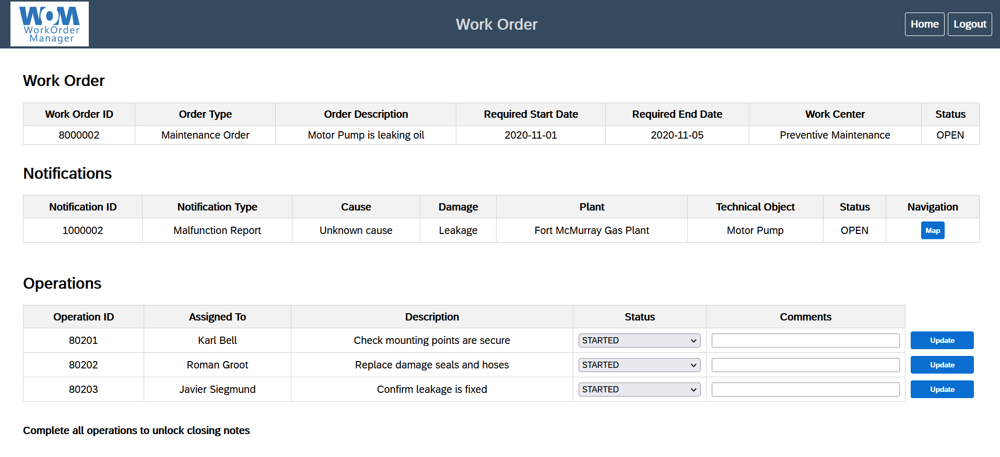 WOM
WorkOrder
Manager
Work Order
Home Logout
Work Order
Work Order ID Order Type Order Description Required Start Date Required End Date Work Center Status
8000002 Maintenance Order Motor Pump is leaking oil 2020-11-01 2020-11-05 Preventive Maintenance OPEN
Notifications
Notification ID Notification Type Cause Damage Plant Technical Object Status Navigation
1000002 Malfunction Report Unknown cause Leakage Fort McMurray Gas Plant Motor Pump OPEN Map
Operations
Operation ID Assigned To Description Status Comments
80201 Karl Bell Check mounting points are secure STARTED Update
80202 Roman Groot Replace damage seals and hoses STARTED Update
80203 Javier Siegmund Confirm leakage is fixed STARTED Update
Complete all operations to unlock closing notes